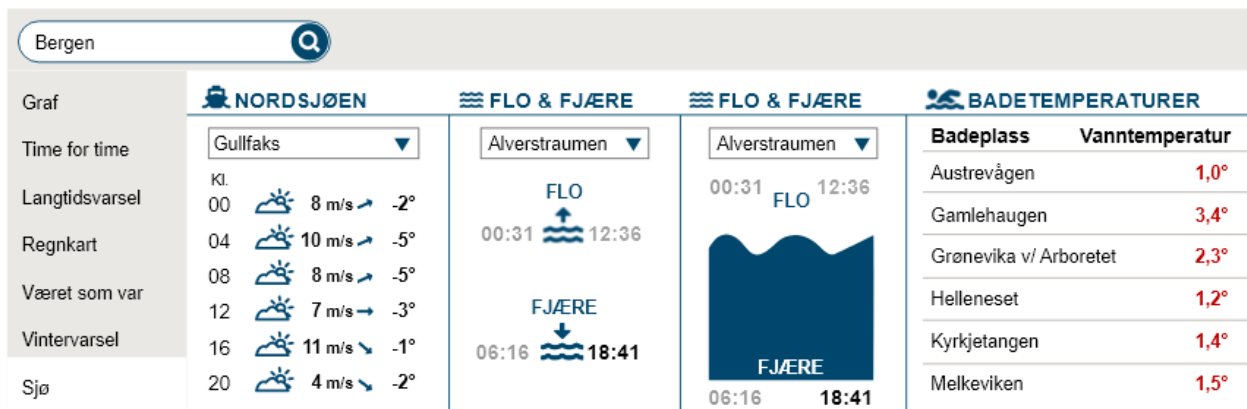 Bergen
Graf
Time for time
Langtidsvarsel
Regnkart
Været som var
Vintervarsel
Sjø
NORDSJØEN
Gullfaks
Kl.
00 8 m/s -2°
04 10 m/s -5°
08 8 m/s -5°
12 7 m/s -3°
16 11 m/s -1°
20 4 m/s -2°
FLO & FJÆRE
Alverstraumen
FLO
00:31 12:36
FJÆRE
06:16 18:41
FLO & FJÆRE
Alverstraumen
00:31 12:36
FLO
FJÆRE
06:16 18:41
BADETEMPERATURER
Badeplass Vanntemperatur
Austrevågen 1,0°
Gamlehaugen 3,4°
Grønevika v/ Arboretet 2,3°
Helleneset 1,2°
Kyrkjetangen 1,4°
Melkeviken 1,5°